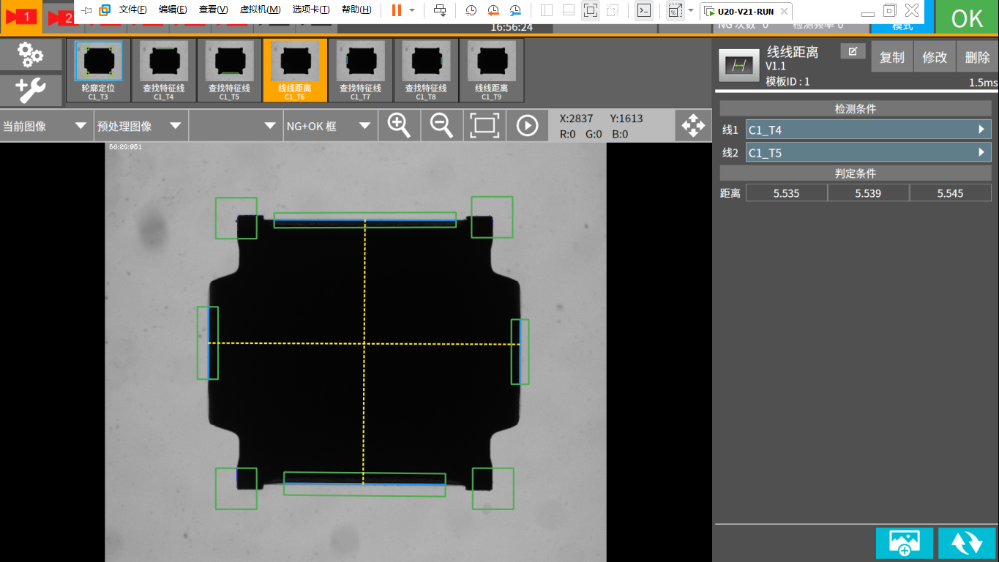 1
2
文件(F) 编辑(E) 查看(V) 虚拟机(M) 选项卡(T) 帮助(H)
U20-V21-RUN
OK
16:56:24
NG 次数 0 检测频率 0
模式
轮廓定位
C1_T3
查找特征线
C1_T4
查找特征线
C1_T5
线线距离
C1_T6
查找特征线
C1_T7
查找特征线
C1_T8
线线距离
C1_T9
线线距离
V1.1
模板ID : 1
复制 修改 删除
1.5ms
当前图像 预处理图像 NG+OK 框
X:2837 Y:1613
R:0 G:0 B:0
检测条件
线1 C1_T4
线2 C1_T5
判定条件
距离 5.535 5.539 5.545
56:20:951